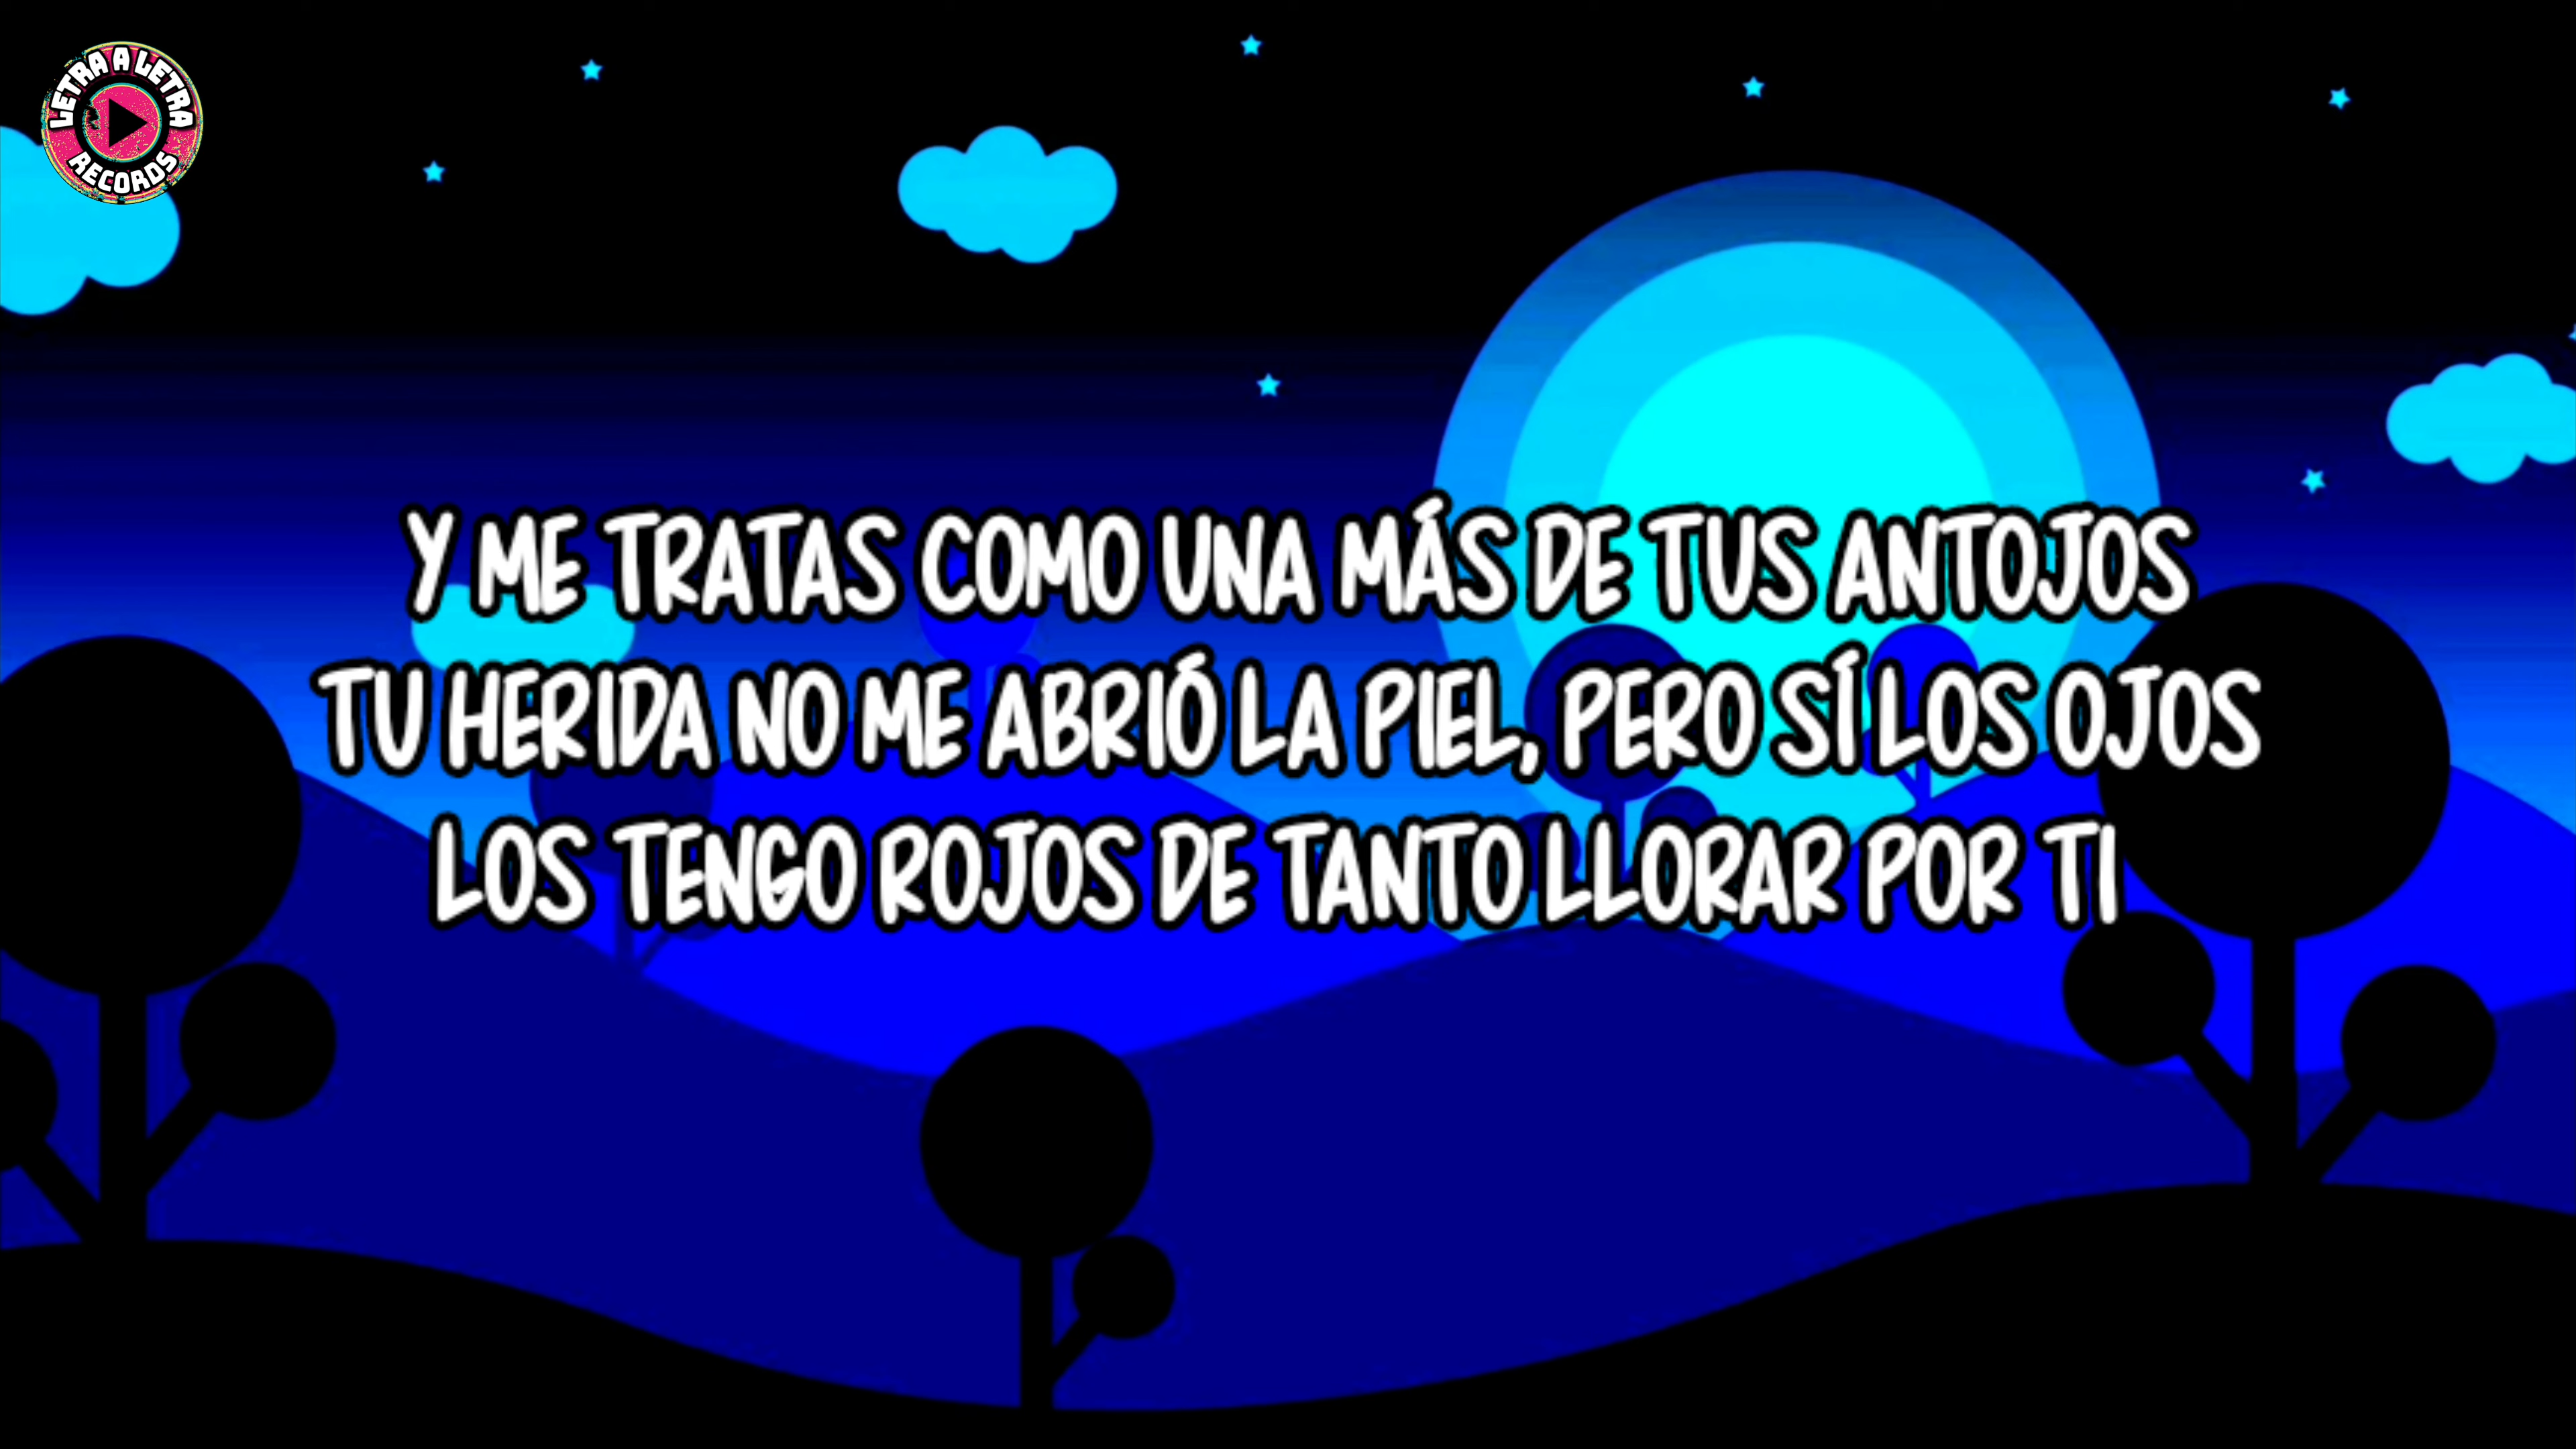 LETRA A LETRA
RECORDS
Y ME TRATAS COMO UNA MÁS DE TUS ANTOJOS
TU HERIDA NO ME ABRIÓ LA PIEL, PERO SÍ LOS OJOS
LOS TENGO ROJOS DE TANTO LLORAR POR TI